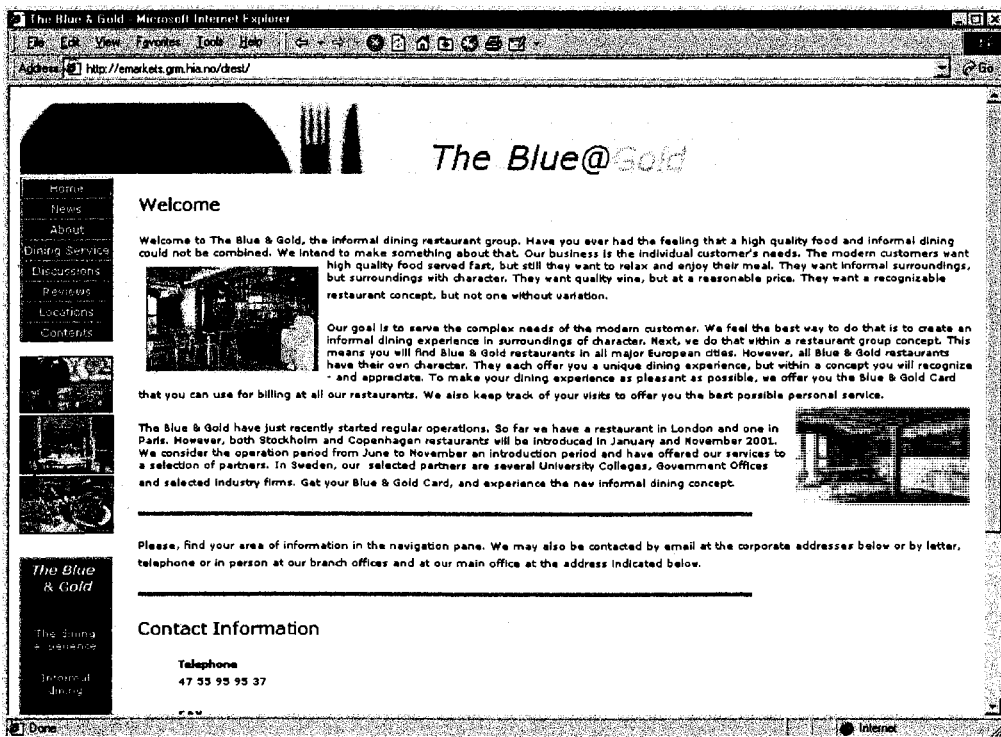 The Blue & Gold - Microsoft Internet Explorer
File Edit View Favorites Tools Help
Address http://emarkets.grm.hia.no/drest/ Go
The Blue@Gold
Home
News
About
Dining Service
Discussions
Reviews
Locations
Contents
Welcome
Welcome to The Blue & Gold, the informal dining restaurant group. Have you ever had the feeling that a high quality food and informal dining
could not be combined. We intend to make something about that. Our business is the individual customer's needs. The modern customers want
high quality food served fast, but still they want to relax and enjoy their meal. They want informal surroundings,
but surroundings with character. They want quality wine, but at a reasonable price. They want a recognizable
restaurant concept, but not one without variation.
Our goal is to serve the complex needs of the modern customer. We feel the best way to do that is to create an
informal dining experience in surroundings of character. Next, we do that within a restaurant group concept. This
means you will find Blue & Gold restaurants in all major European cities. However, all Blue & Gold restaurants
have their own character. They each offer you a unique dining experience, but within a concept you will recognize
- and appreciate. To make your dining experience as pleasant as possible, we offer you the Blue & Gold Card
that you can use for billing at all our restaurants. We also keep track of your visits to offer you the best possible personal service.
The Blue & Gold have just recently started regular operations. So far we have a restaurant in London and one in
Paris. However, both Stockholm and Copenhagen restaurants will be introduced in January and November 2001.
We consider the operation period from June to November an introduction period and have offered our services to
a selection of partners. In Sweden, our selected partners are several University Colleges, Government Offices
and selected Industry firms. Get your Blue & Gold Card, and experience the new informal dining concept.
Please, find your area of information in the navigation pane. We may also be contacted by email at the corporate addresses below or by letter,
telephone or in person at our branch offices and at our main office at the address indicated below.
The Blue
& Gold
The dining
experience
Informal
dining
Contact Information
Telephone
47 55 95 95 37
Done Internet